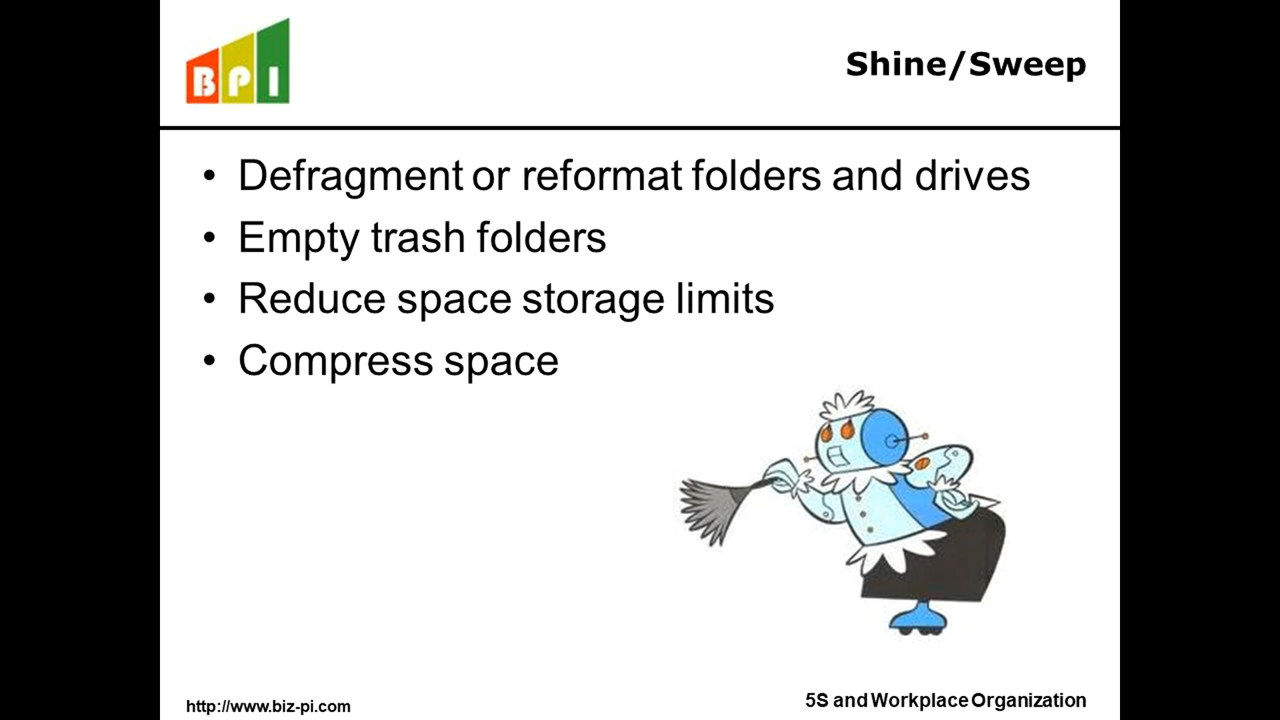 BPI
Shine/Sweep
• Defragment or reformat folders and drives
• Empty trash folders
• Reduce space storage limits
• Compress space
http://www.biz-pi.com
5S and Workplace Organization